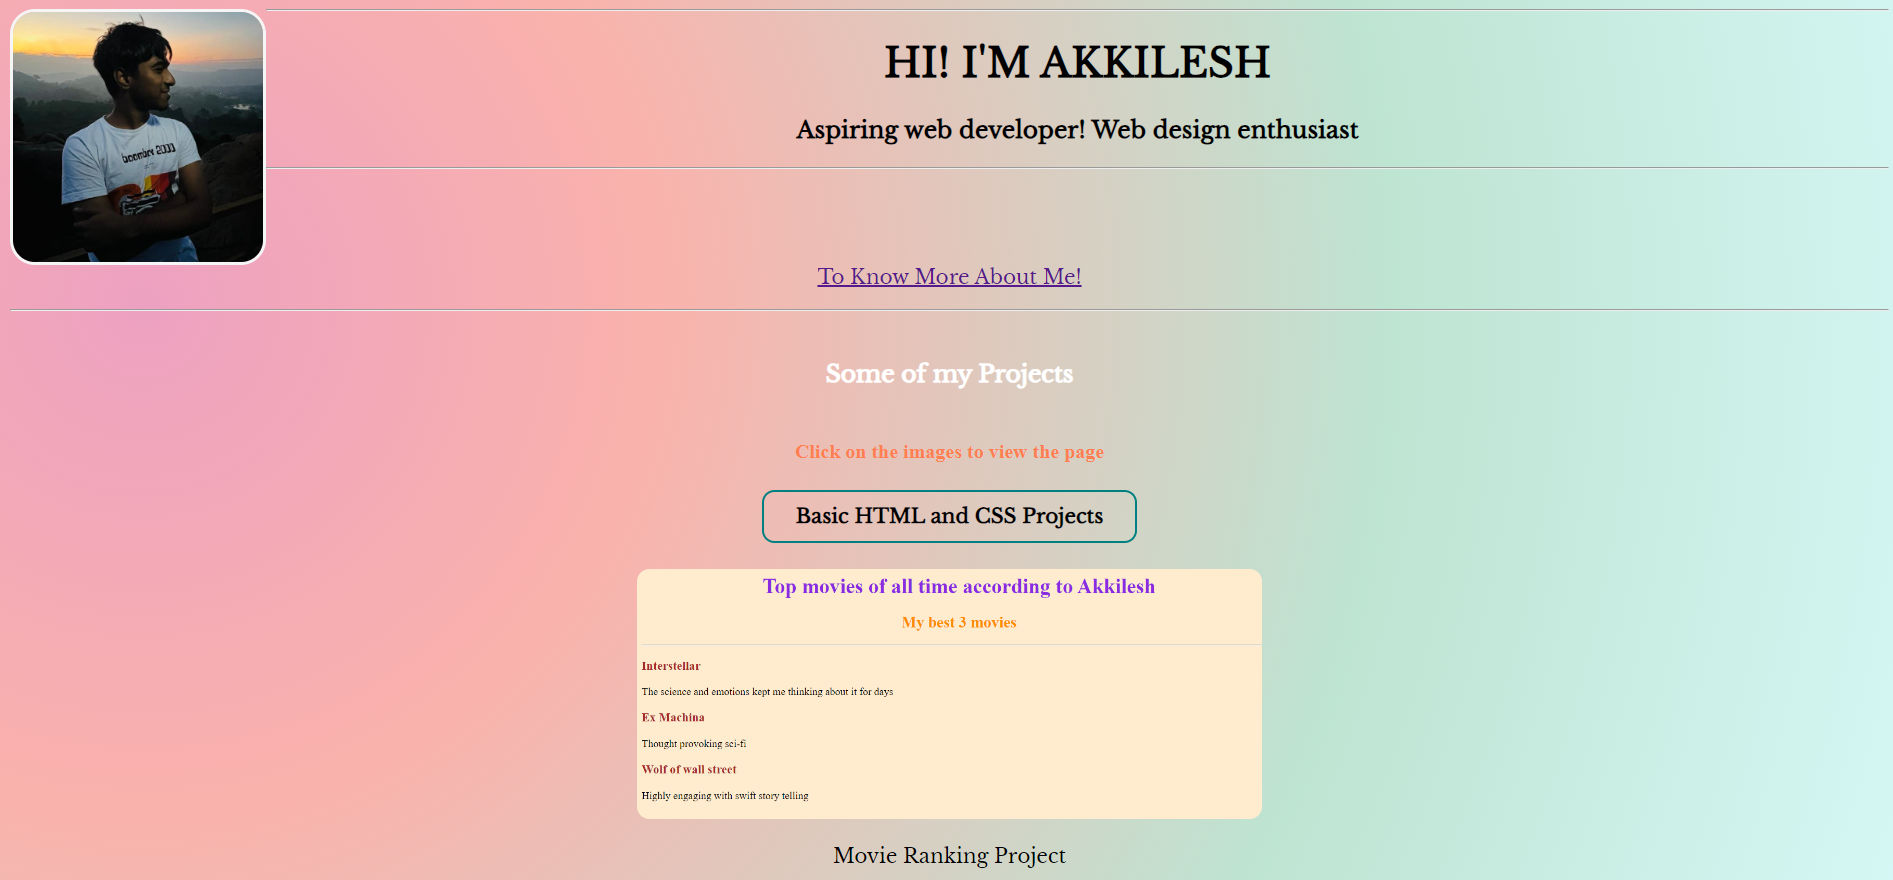 HI! I'M AKKILESH
Aspiring web developer! Web design enthusiast
boombox 2000
To Know More About Me!
Some of my Projects
Click on the images to view the page
Basic HTML and CSS Projects
Top movies of all time according to Akkilesh
My best 3 movies
Interstellar
The science and emotions kept me thinking about it for days
Ex Machina
Thought provoking sci-fi
Wolf of wall street
Highly engaging with swift story telling
Movie Ranking Project